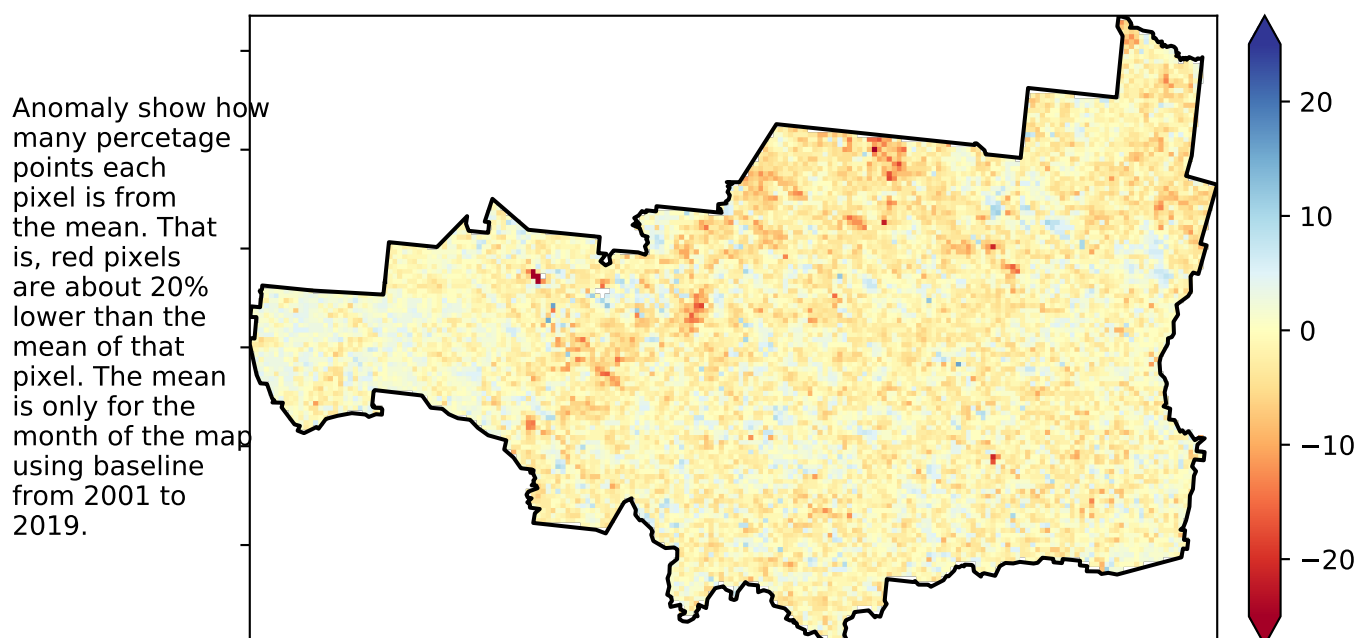 Anomaly show how
many percetage
points each
pixel is from
the mean. That
is, red pixels
are about 20%
lower than the
mean of that
pixel. The mean
is only for the
month of the map
using baseline
from 2001 to
2019.
20
10
0
−10
−20